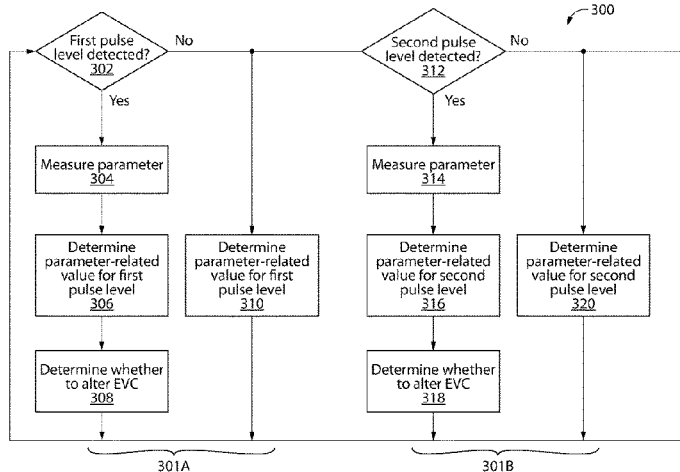 300
First pulse
level detected?
302
No
Yes
Second pulse
level detected?
312
No
Yes
Measure parameter
304
Measure parameter
314
Determine
parameter-related
value for first
pulse level
306
Determine
parameter-related
value for first
pulse level
310
Determine
parameter-related
value for second
pulse level
316
Determine
parameter-related
value for second
pulse level
320
Determine whether
to alter EVC
308
Determine whether
to alter EVC
318
301A
301B